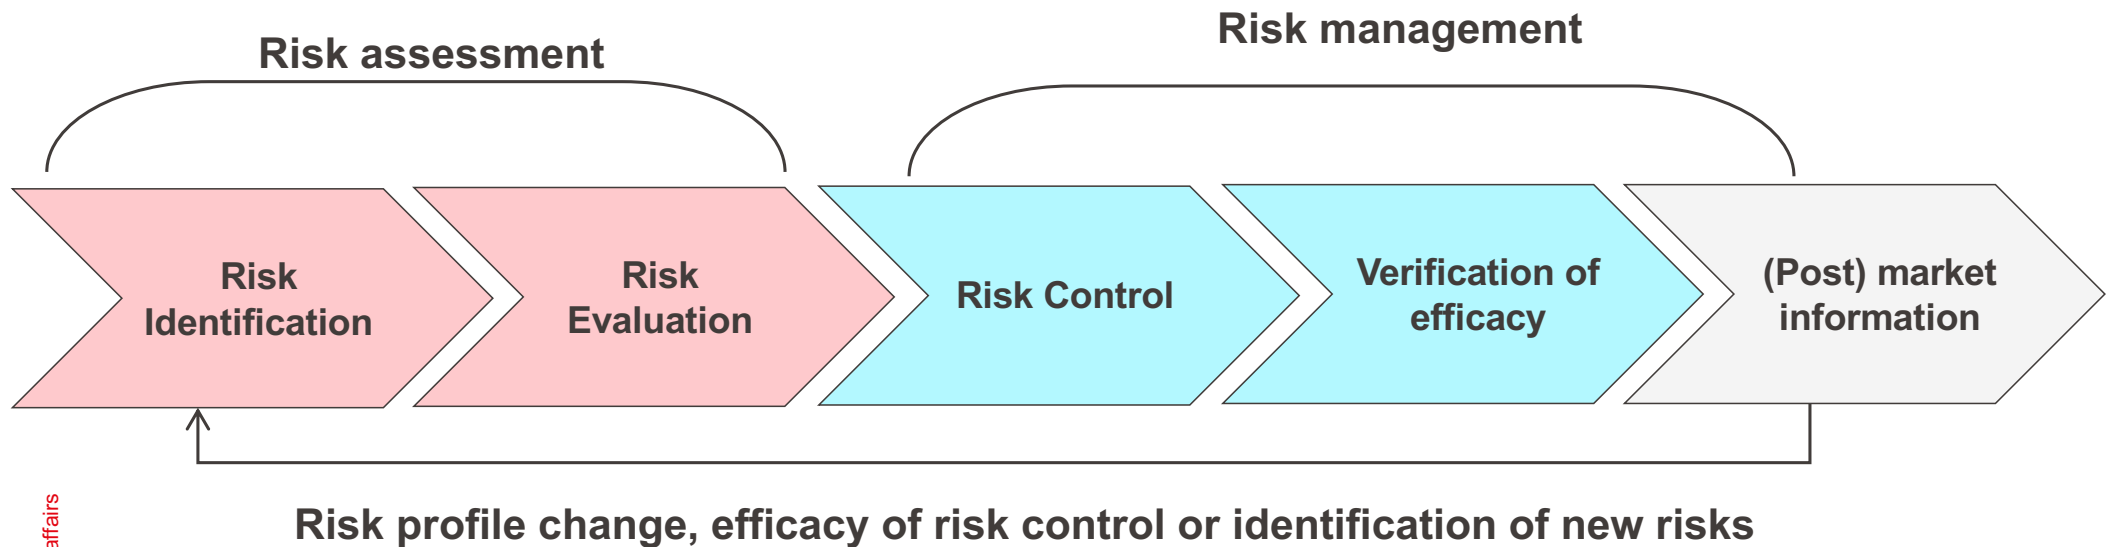 Risk assessment
Risk management
Risk
Identification
Risk
Evaluation
Risk Control
Verification of
efficacy
(Post) market
information
Risk profile change, efficacy of risk control or identification of new risks
affairs